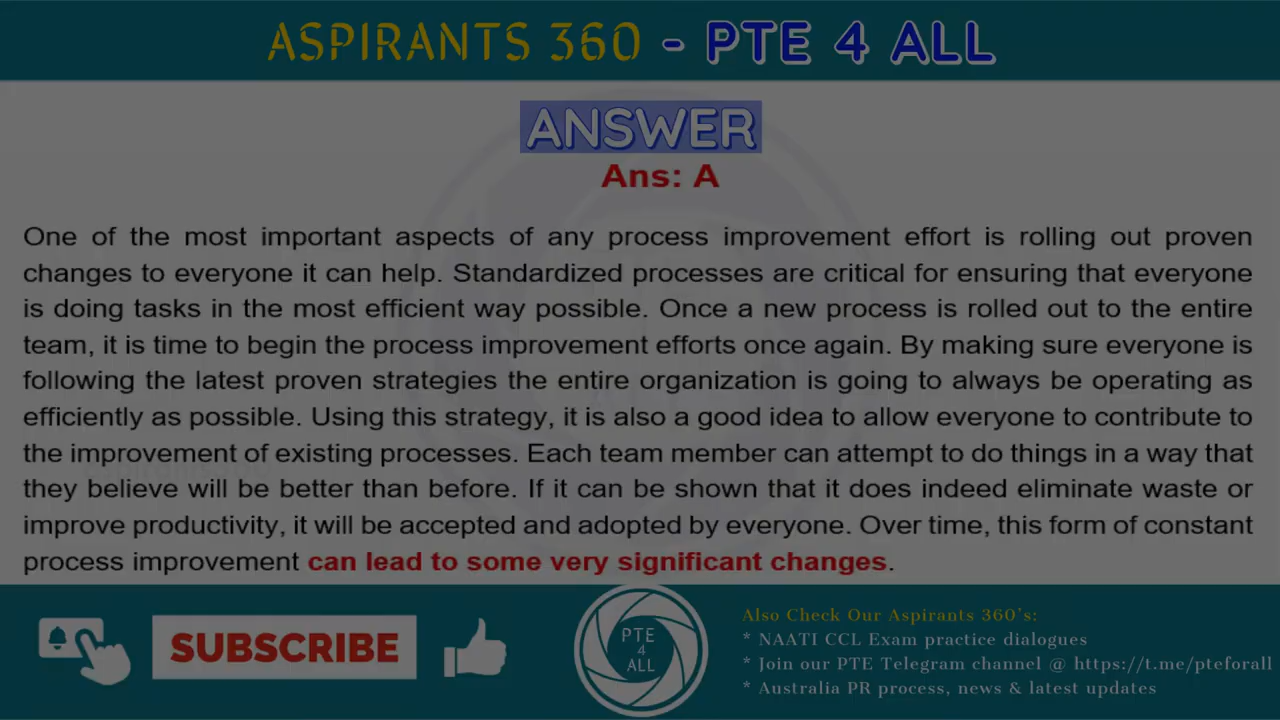 ASPIRANTS 360 - PTE 4 ALL
ANSWER
Ans: A
One of the most important aspects of any process improvement effort is rolling out proven
changes to everyone it can help. Standardized processes are critical for ensuring that everyone
is doing tasks in the most efficient way possible. Once a new process is rolled out to the entire
team, it is time to begin the process improvement efforts once again. By making sure everyone is
following the latest proven strategies the entire organization is going to always be operating as
efficiently as possible. Using this strategy, it is also a good idea to allow everyone to contribute to
the improvement of existing processes. Each team member can attempt to do things in a way that
they believe will be better than before. If it can be shown that it does indeed eliminate waste or
improve productivity, it will be accepted and adopted by everyone. Over time, this form of constant
process improvement can lead to some very significant changes.
SUBSCRIBE
PTE
4
ALL
Also Check Our Aspirants 360's:
* NAATI CCL Exam practice dialogues
* Join our PTE Telegram channel @ https://t.me/pteforall
* Australia PR process, news & latest updates